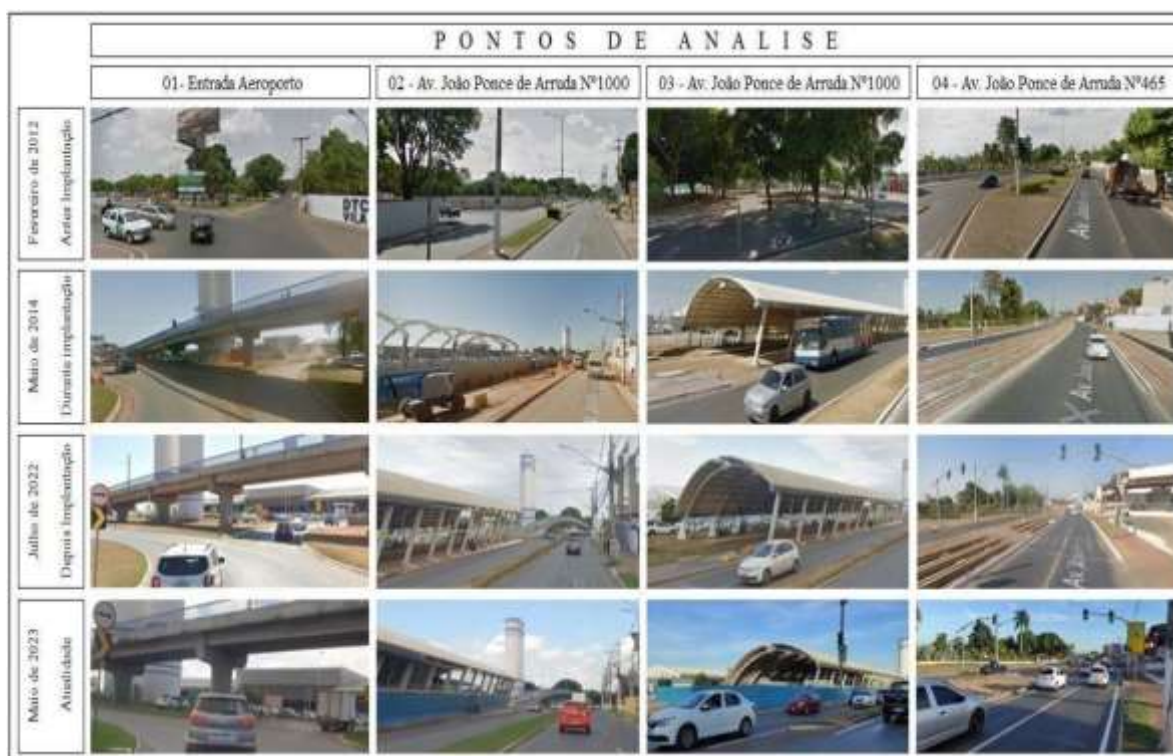 PONTOS DE ANALISE
01- Entrada Aeroporto
02 - Av. João Ponce de Arruda Nº1000
03 - Av. João Ponce de Arruda Nº1000
04 - Av. João Ponce de Arruda Nº465
Fevereiro de 2012
Antes Implantação
DTC
VILA
Maio de 2014
Durante implantação
Julho de 2022
Depois Implantação
Maio de 2023
Atualidade